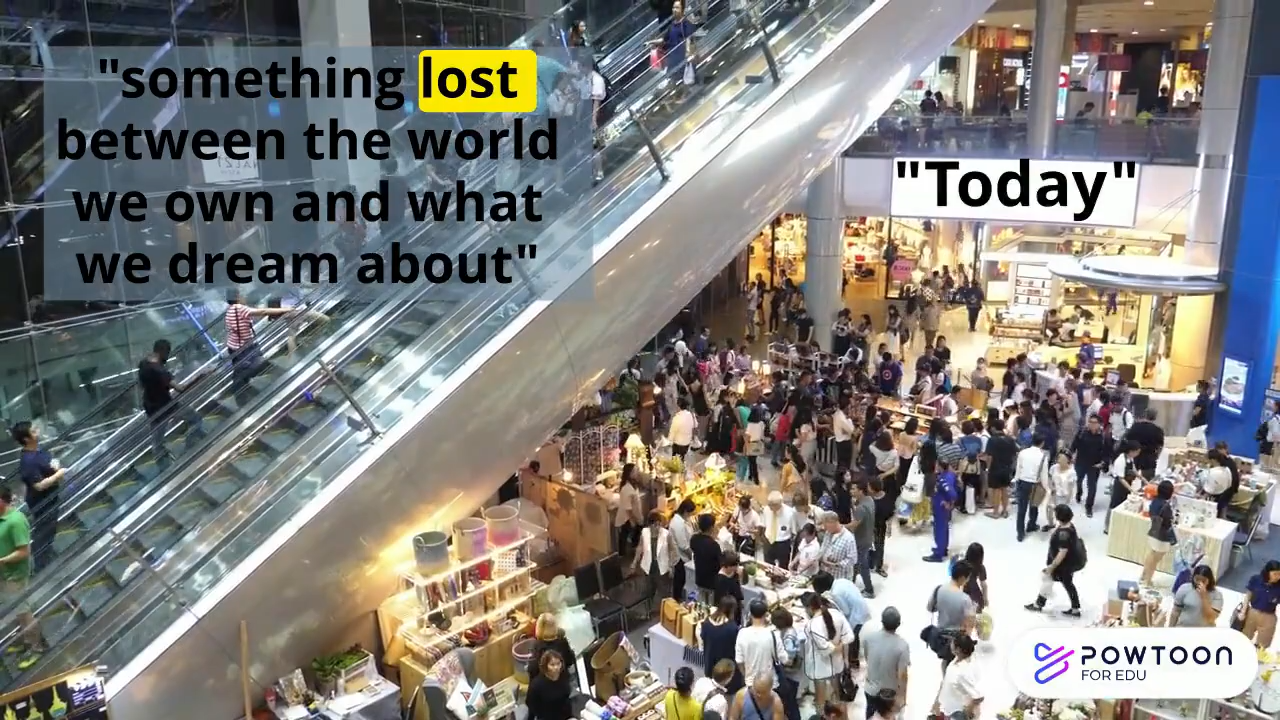 "something lost
between the world
we own and what
we dream about"
"Today"
POWTOON
FOR EDU